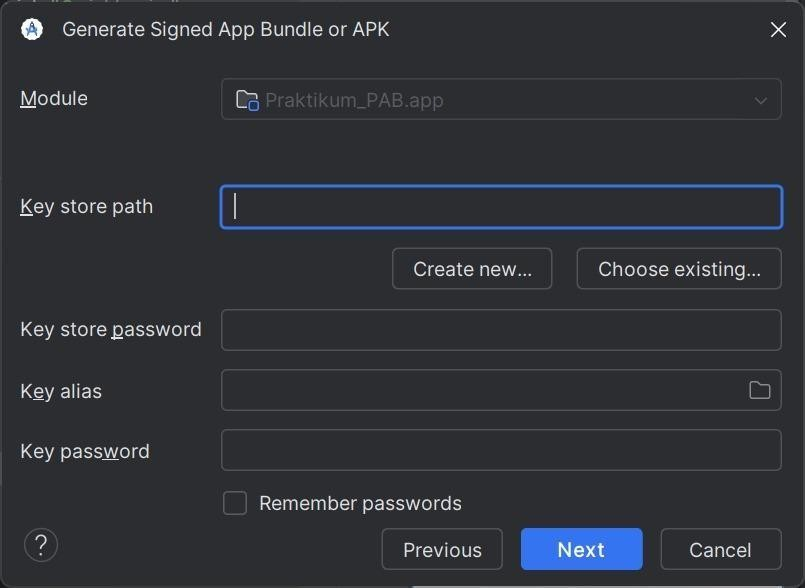 Generate Signed App Bundle or APK
Module
Praktikum_PAB.app
Key store path
Create new...
Choose existing...
Key store password
Key alias
Key password
Remember passwords
?
Previous
Next
Cancel